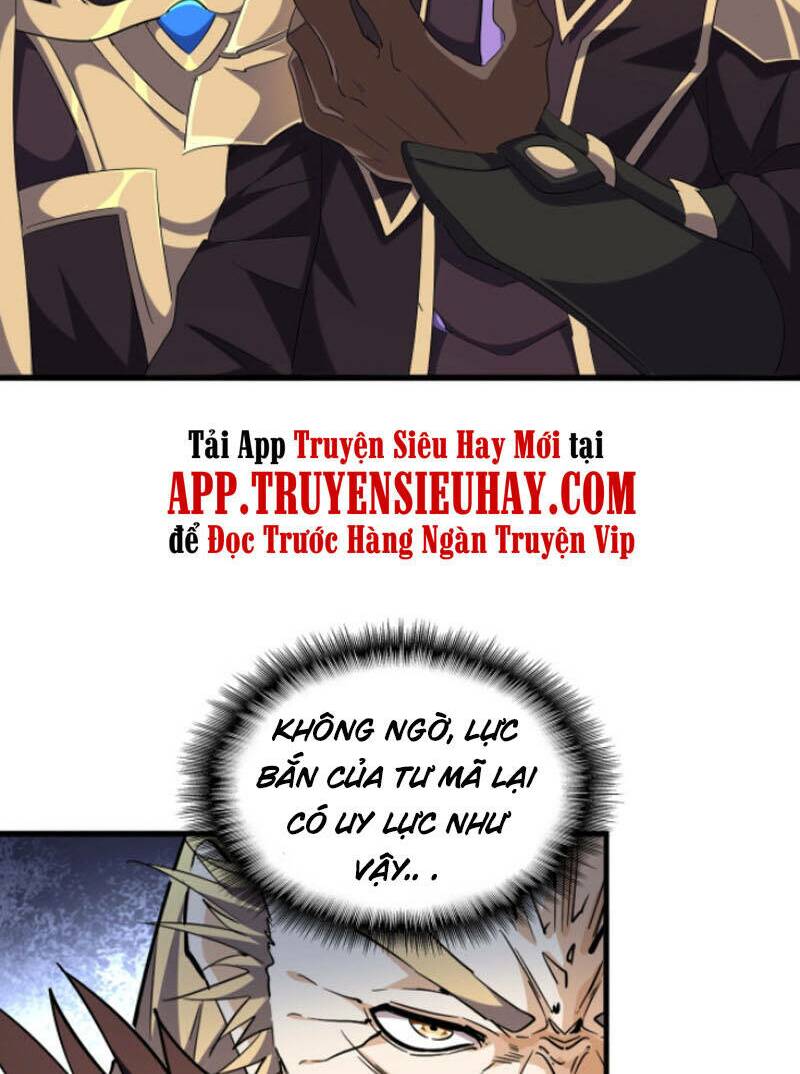 Tải App Truyện Siêu Hay Mới tại
APP.TRUYENSIEUHAY.COM
để Đọc Trước Hàng Ngàn Truyện Vip
KHÔNG NGỜ, LỰC
BẮN CỦA TƯ MÃ LẠI
CÓ UY LỰC NHƯ
VẬY.. .